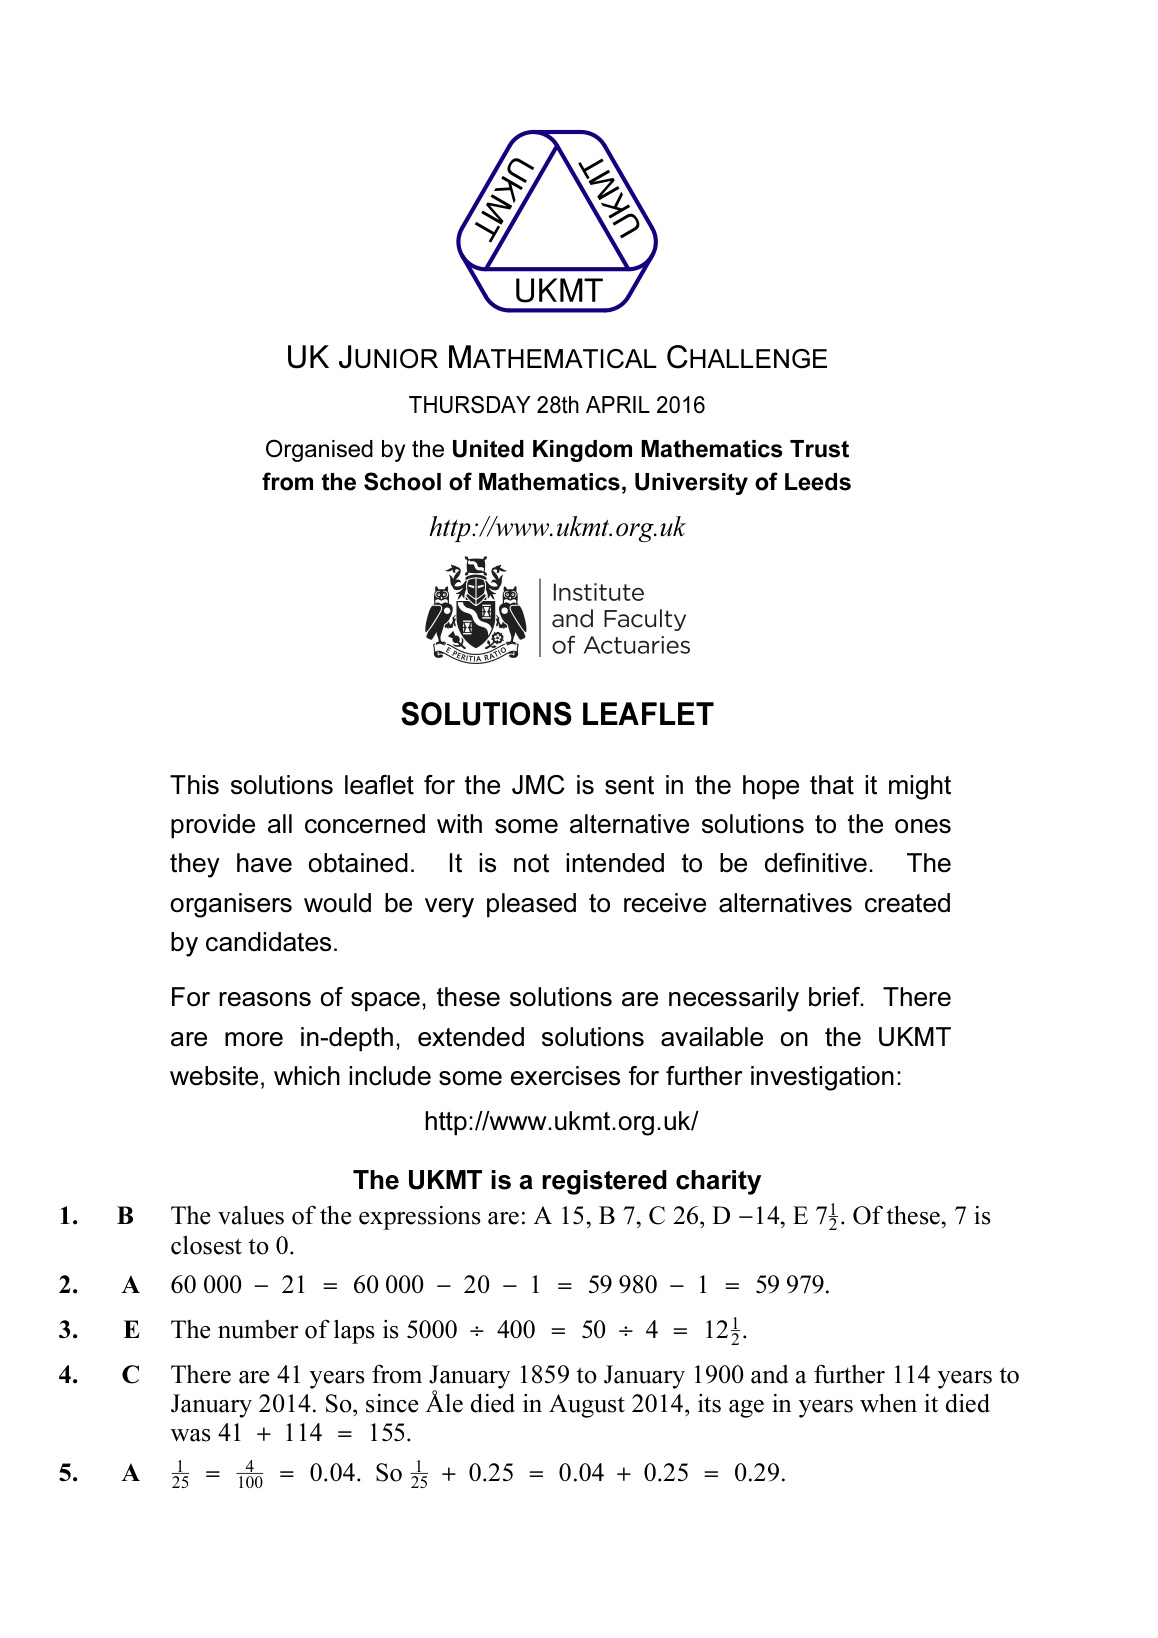 UKMT
UKMT
UKMT
UK JUNIOR MATHEMATICAL CHALLENGE
THURSDAY 28th APRIL 2016
Organised by the United Kingdom Mathematics Trust
from the School of Mathematics, University of Leeds
http://www.ukmt.org.uk
Institute
and Faculty
of Actuaries
E PERITIA RATIO
SOLUTIONS LEAFLET
This solutions leaflet for the JMC is sent in the hope that it might
provide all concerned with some alternative solutions to the ones
they have obtained. It is not intended to be definitive. The
organisers would be very pleased to receive alternatives created
by candidates.
For reasons of space, these solutions are necessarily brief. There
are more in-depth, extended solutions available on the UKMT
website, which include some exercises for further investigation:
http://www.ukmt.org.uk/
The UKMT is a registered charity
1. B The values of the expressions are: A 15, B 7, C 26, D −14, E 7½. Of these, 7 is
closest to 0.
2. A 60 000 − 21 = 60 000 − 20 − 1 = 59 980 − 1 = 59 979.
3. E The number of laps is 5000 ÷ 400 = 50 ÷ 4 = 12½.
4. C There are 41 years from January 1859 to January 1900 and a further 114 years to
January 2014. So, since Åle died in August 2014, its age in years when it died
was 41 + 114 = 155.
5. A 1/25 = 4/100 = 0.04. So 1/25 + 0.25 = 0.04 + 0.25 = 0.29.